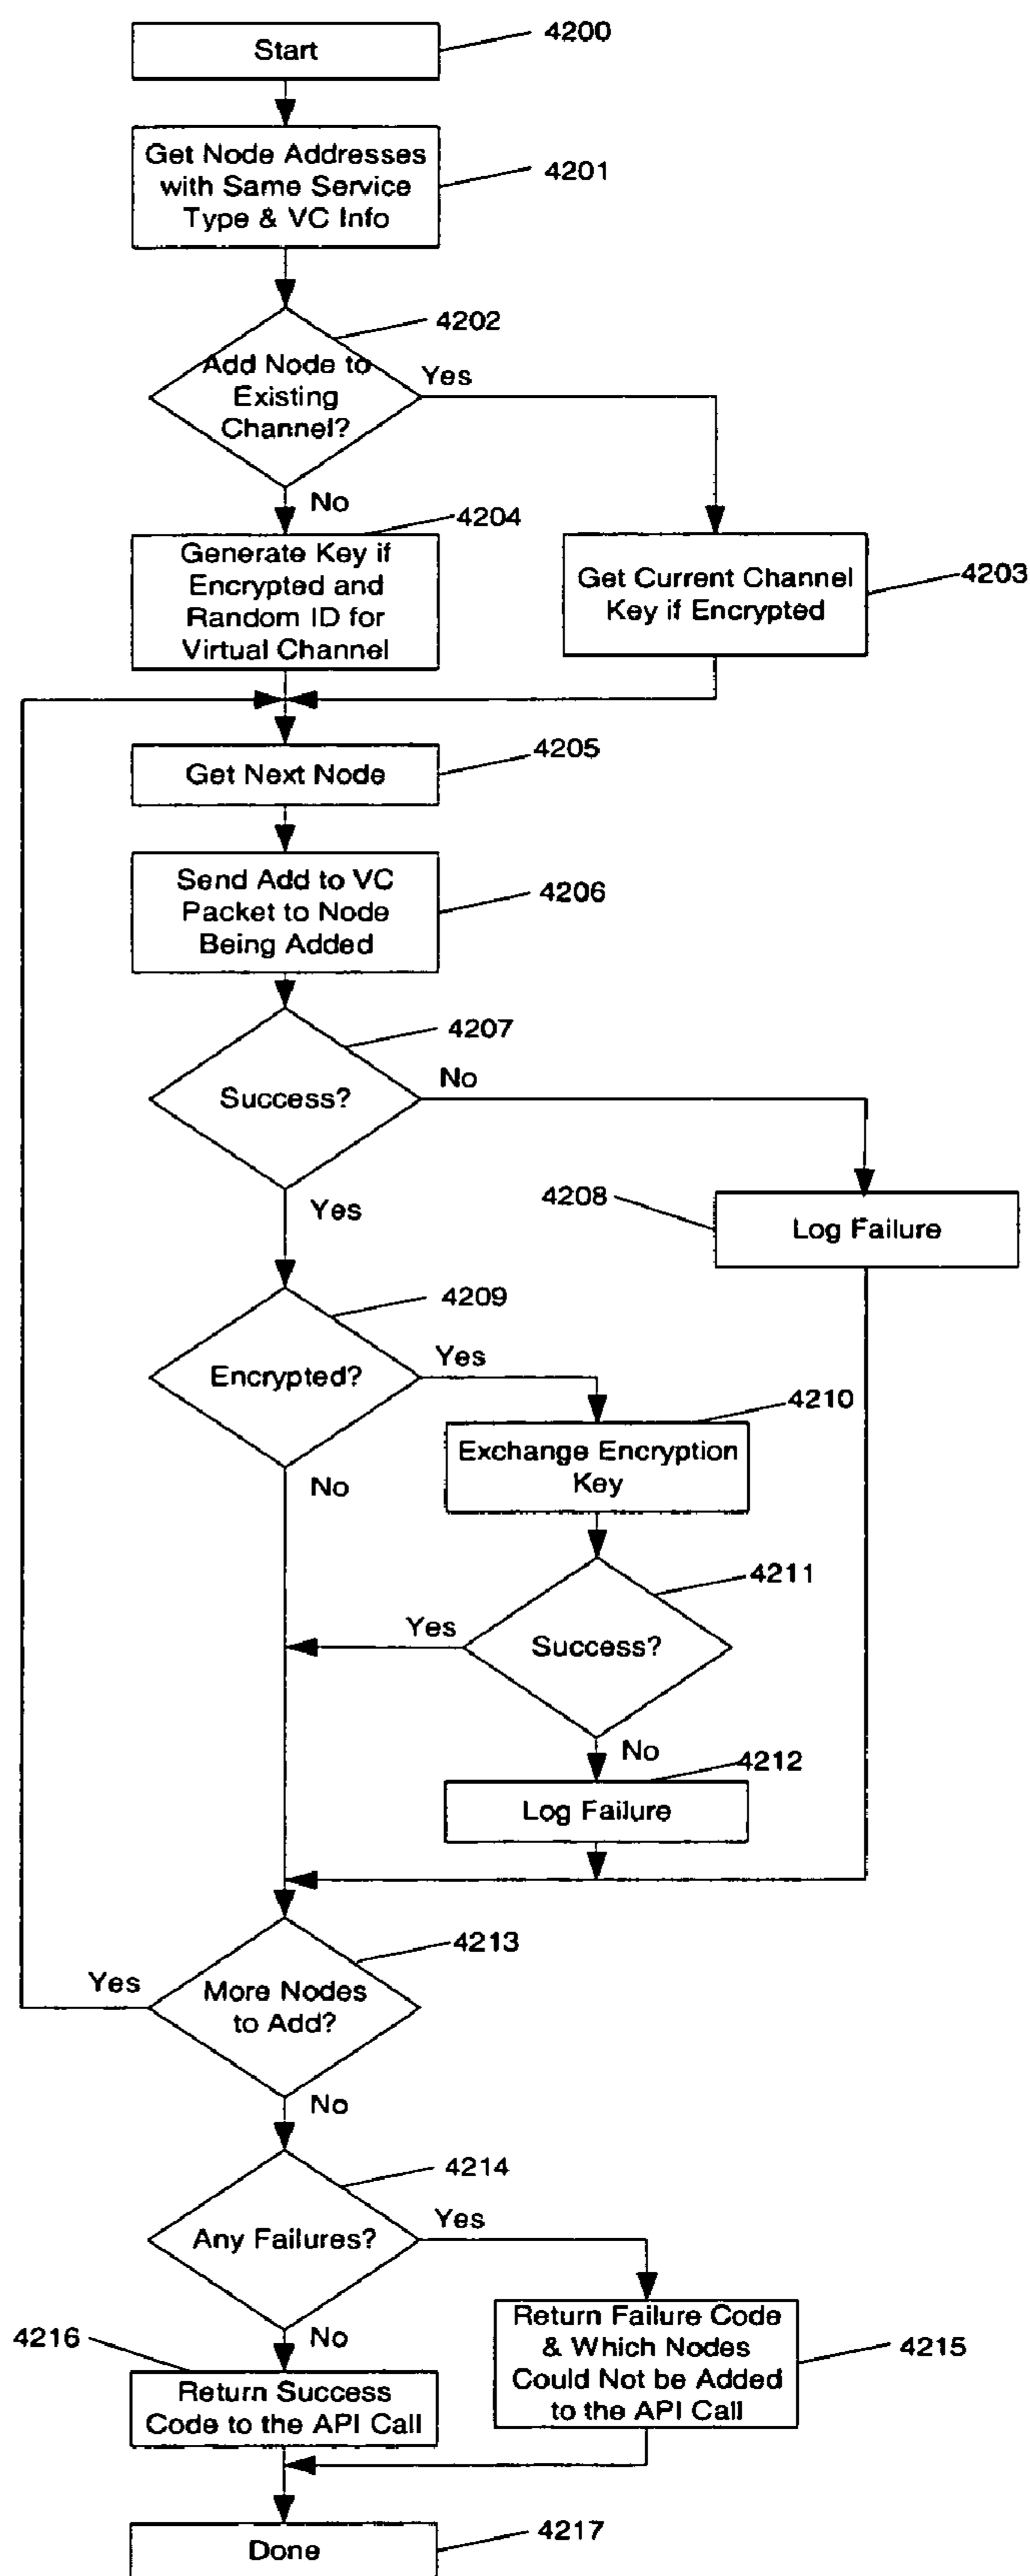 Start
4200
Get Node Addresses
with Same Service
Type & VC Info
4201
4202
Add Node to
Existing
Channel?
Yes
No
4204
Generate Key if
Encrypted and
Random ID for
Virtual Channel
Get Current Channel
Key if Encrypted
4203
4205
Get Next Node
Send Add to VC
Packet to Node
Being Added
4206
4207
Success?
No
Yes
4208
Log Failure
4209
Encrypted?
Yes
No
4210
Exchange Encryption
Key
4211
Success?
Yes
No
4212
Log Failure
4213
More Nodes
to Add?
Yes
No
4214
Any Failures?
Yes
No
4216
Return Success
Code to the API Call
Return Failure Code
& Which Nodes
Could Not be Added
to the API Call
4215
Done
4217